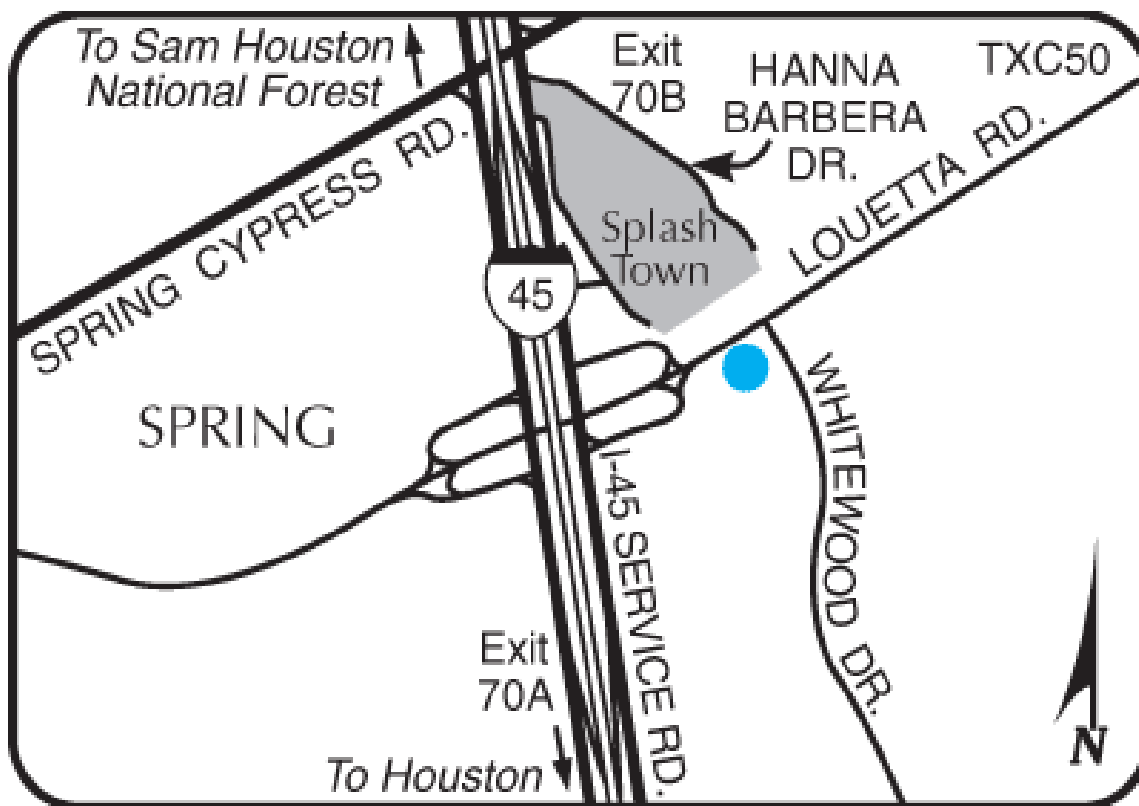 To Sam Houston
National Forest
Exit
70B
HANNA
BARBERA
DR.
TXC50
SPRING CYPRESS RD.
LOUETTA RD.
Splash
Town
45
SPRING
WHITEWOOD DR.
I-45 SERVICE RD.
Exit
70A
To Houston
N